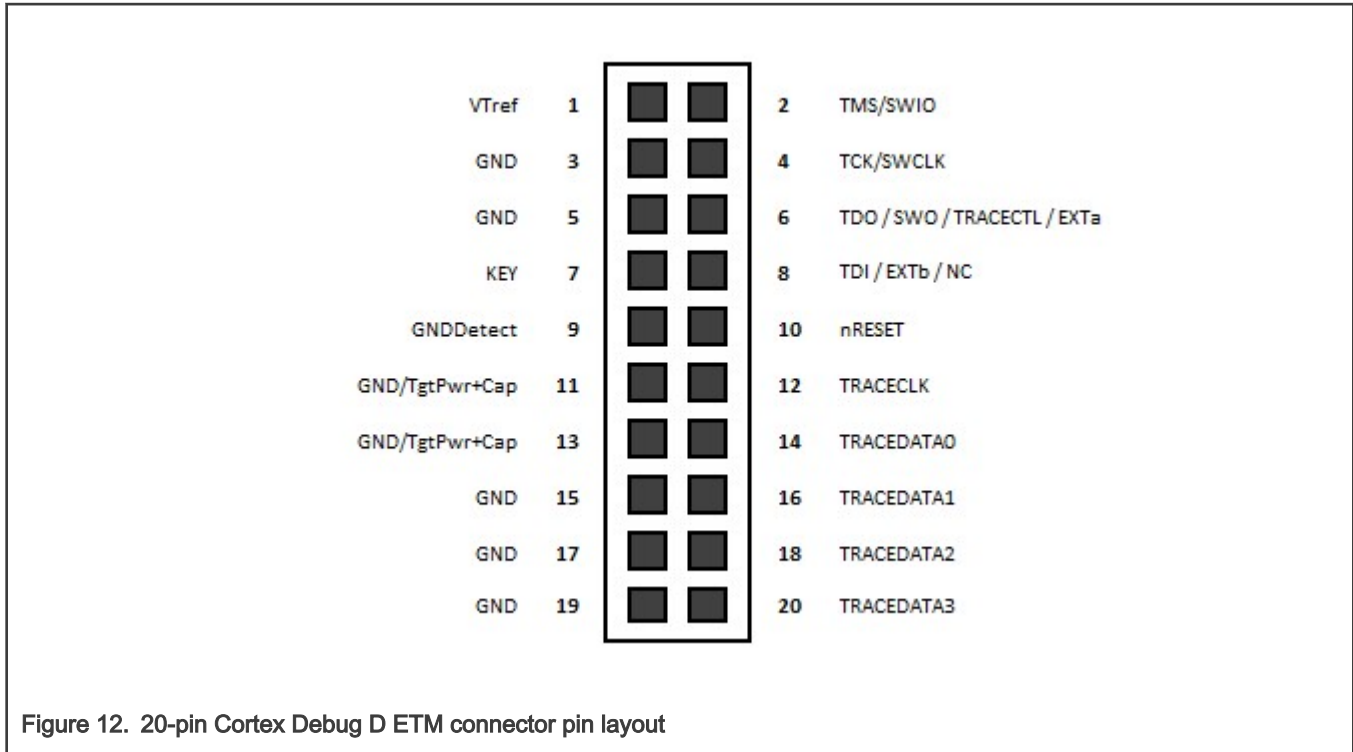 VTref 1 2 TMS/SWIO
GND 3 4 TCK/SWCLK
GND 5 6 TDO / SWO / TRACECTL / EXTa
KEY 7 8 TDI / EXTb / NC
GNDDetect 9 10 nRESET
GND/TgtPwr+Cap 11 12 TRACECLK
GND/TgtPwr+Cap 13 14 TRACEDATA0
GND 15 16 TRACEDATA1
GND 17 18 TRACEDATA2
GND 19 20 TRACEDATA3
Figure 12. 20-pin Cortex Debug D ETM connector pin layout